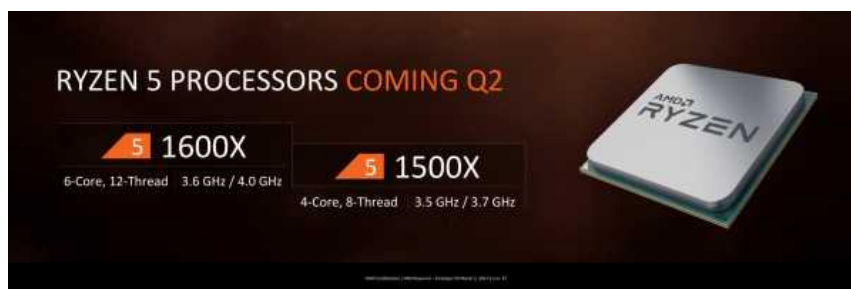 RYZEN 5 PROCESSORS COMING Q2
5 1600X
6-Core, 12-Thread 3.6 GHz / 4.0 GHz
5 1500X
4-Core, 8-Thread 3.5 GHz / 3.7 GHz
AMD
RYZEN